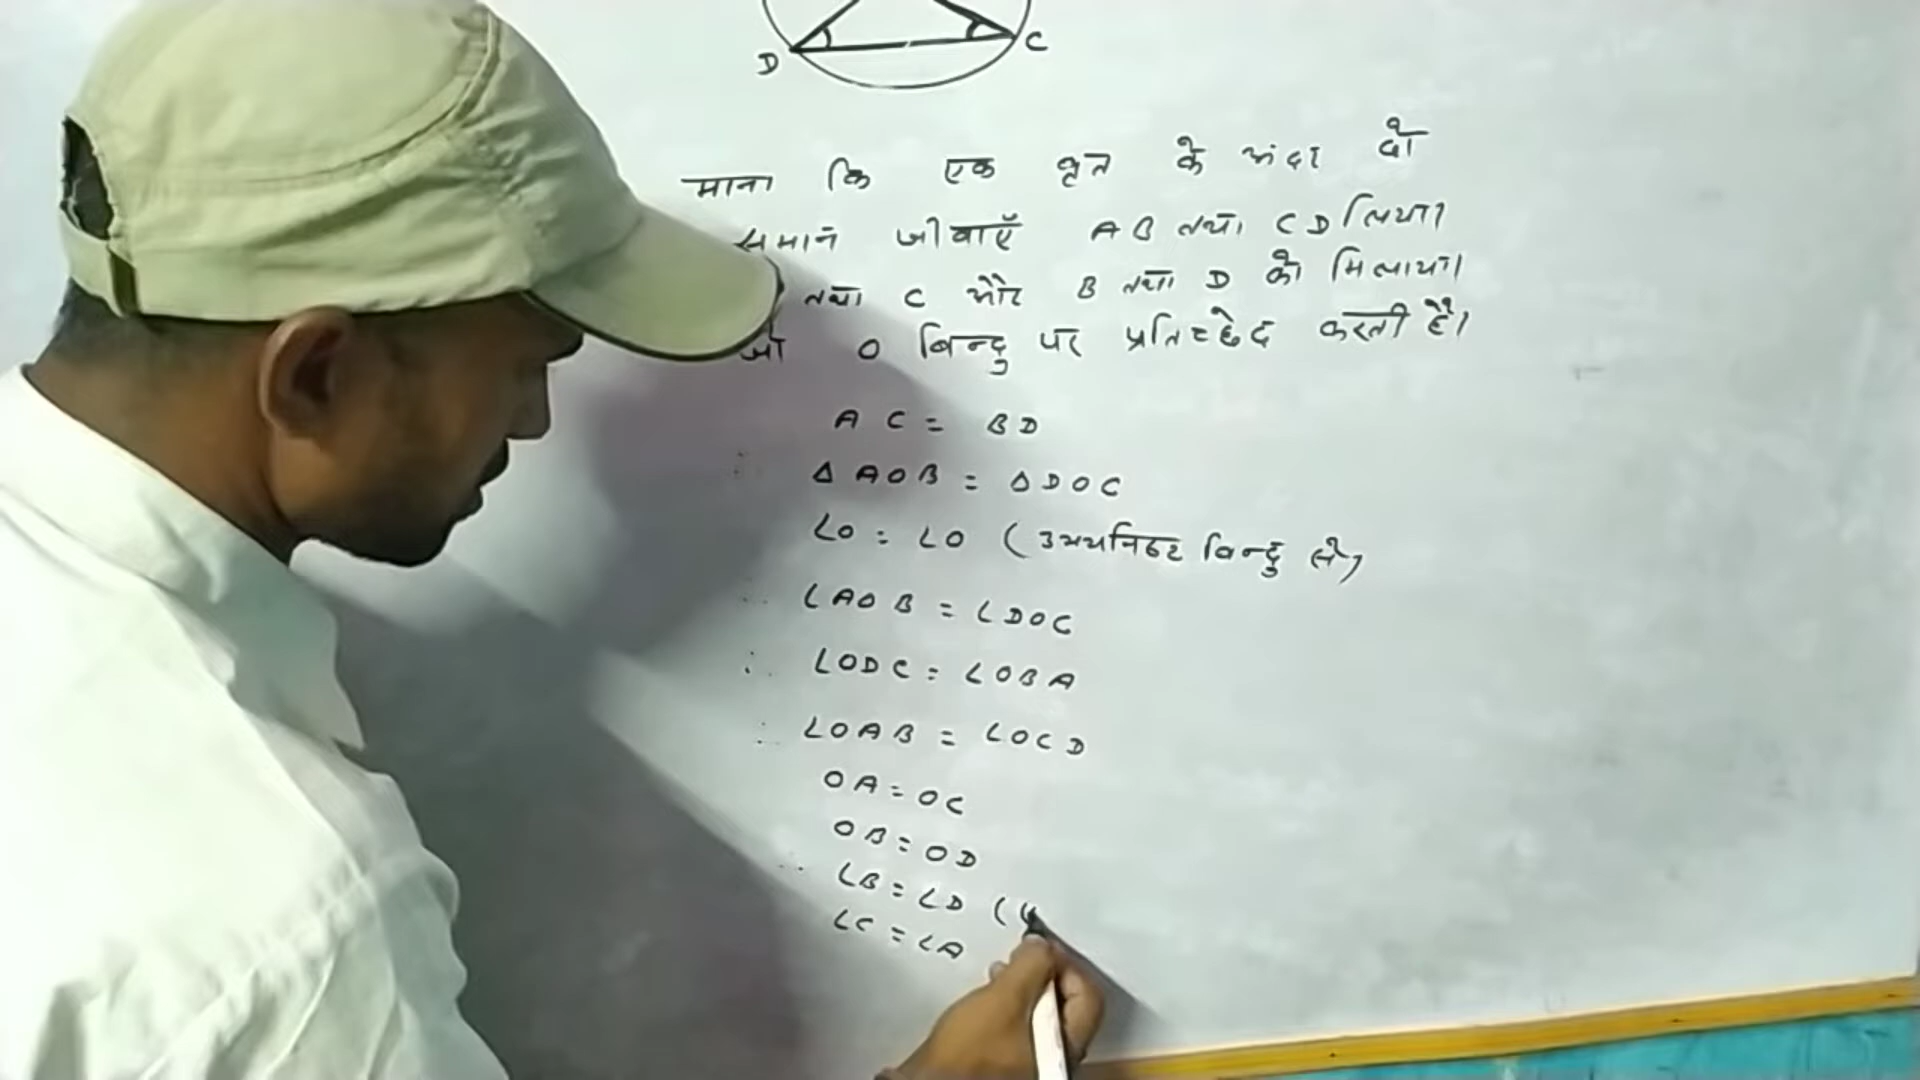 D C
माना कि एक वृत के अंदर दो
समान जीवाएँ AB तथा CD लिया।
तथा C और B तथा D को मिलाया।
जो O बिन्दु पर प्रतिच्छेद करती है।
AC = BD
Δ AOB = Δ DOC
∠O = ∠O (उभयनिष्ट बिन्दु से)
∠AOB = ∠DOC
∴ ∠ODC = ∠OBA
∴ ∠OAB = ∠OCD
OA = OC
OB = OD
∴ ∠B = ∠D (
∠C = ∠A